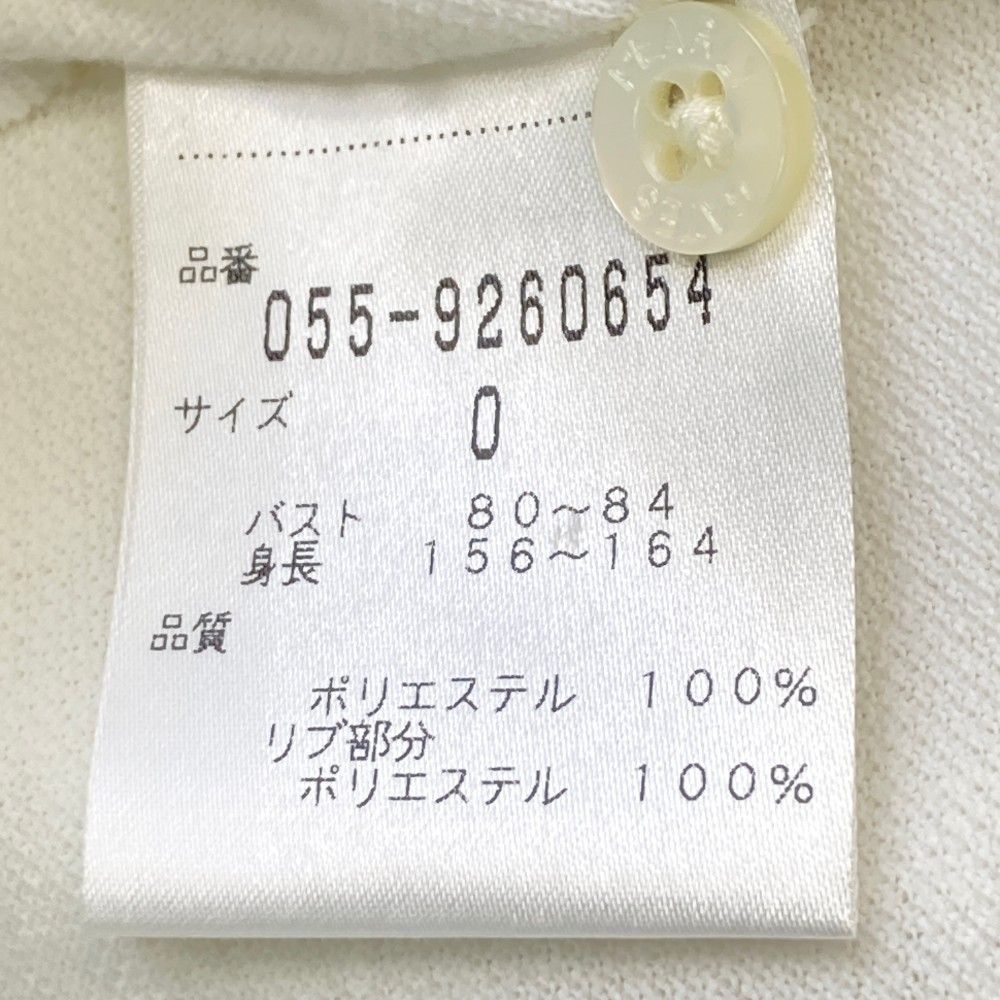 品番
055-9260654
サイズ 0
バスト 80~84
身長 156~164
品質
ポリエステル 100%
リブ部分
ポリエステル 100%